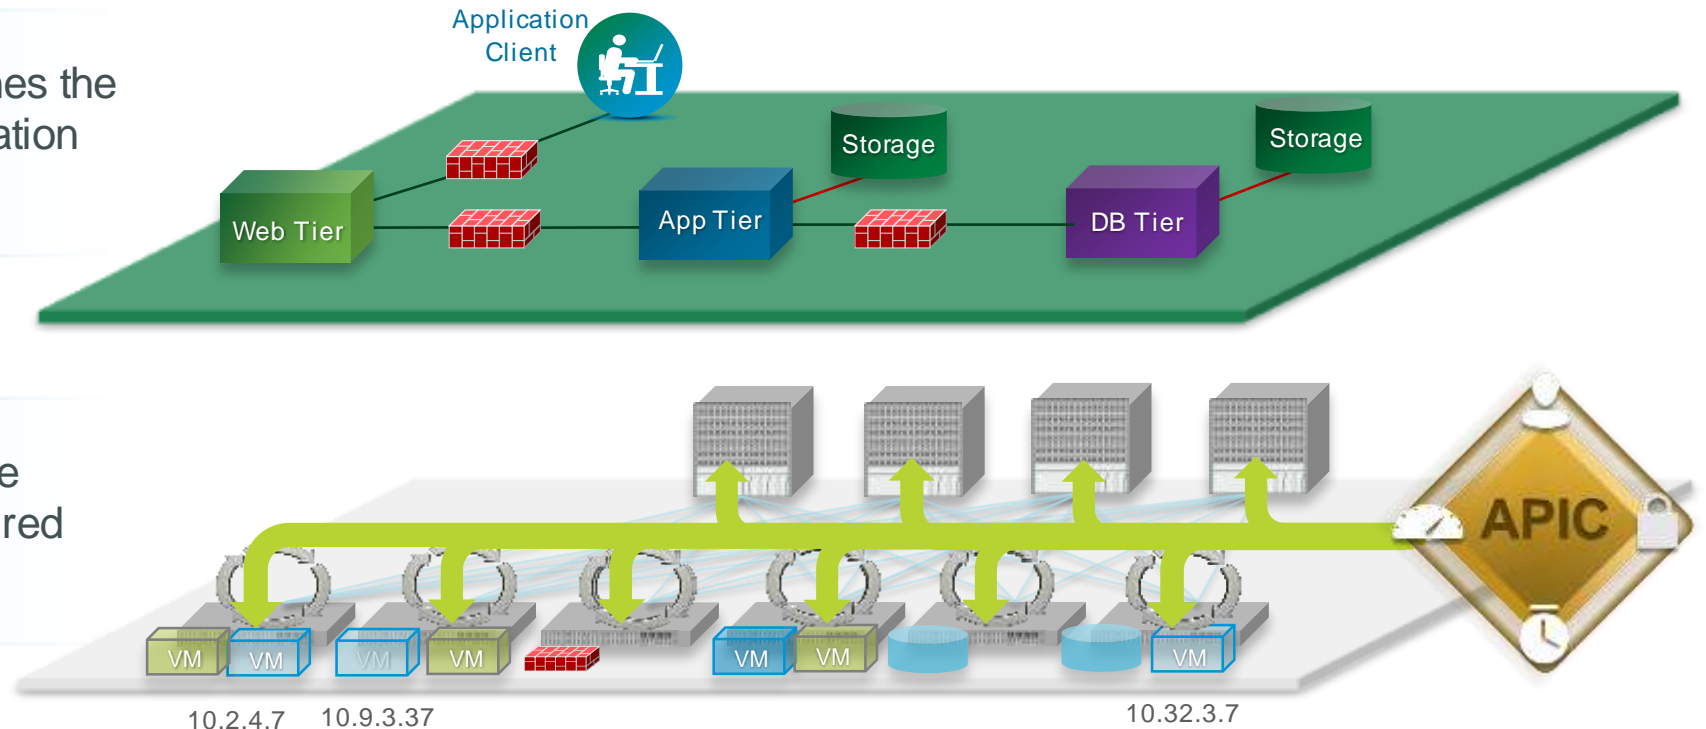 Application
Client
nes the
ation
Storage
Storage
Web Tier
App Tier
DB Tier
e
red
APIC
VM
VM
VM
VM
VM
VM
VM
10.2.4.7
10.9.3.37
10.32.3.7